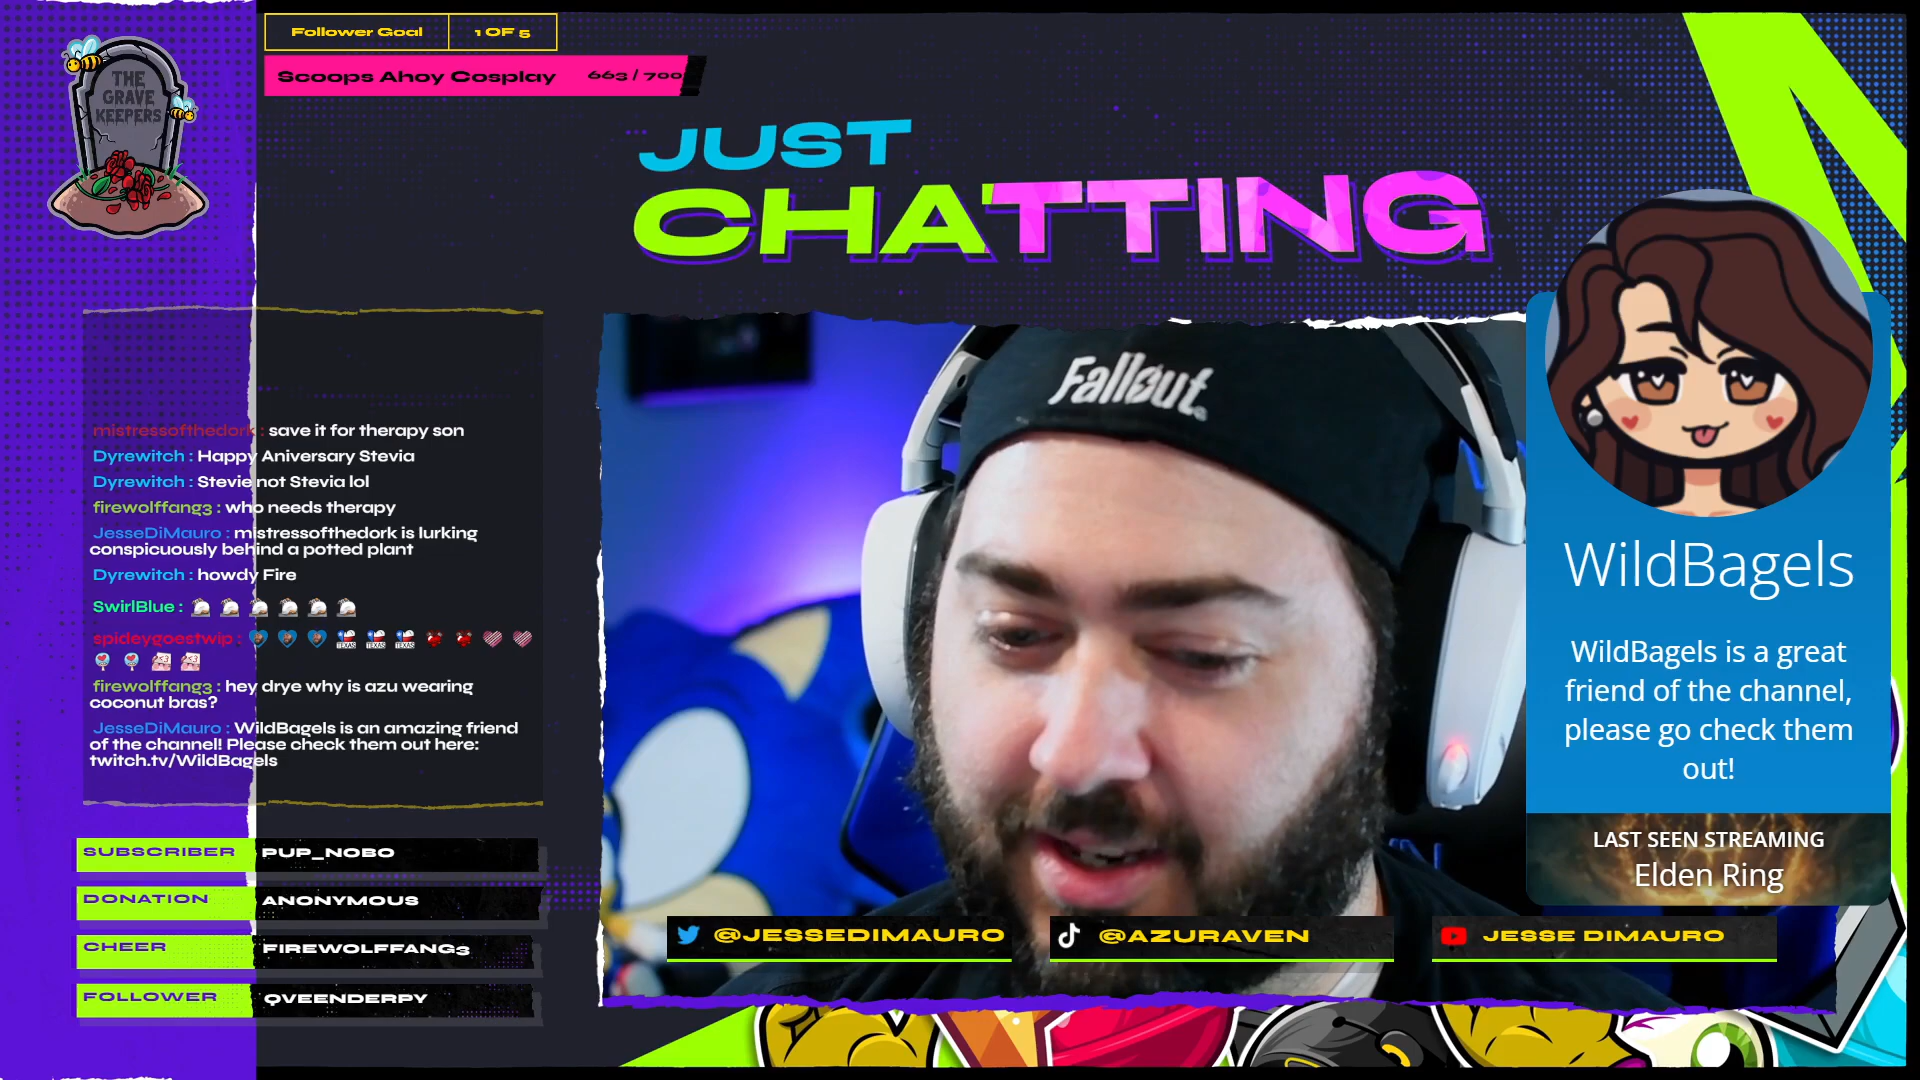 Follower Goal
1 OF 5
Scoops Ahoy Cosplay
663 / 700
THE
GRAVE
KEEPERS
JUST
CHATTING
Fallout
mistressofthedork : save it for therapy son
Dyrewitch : Happy Aniversary Stevia
Dyrewitch : Stevie not Stevia lol
firewolffang3 : who needs therapy
JesseDiMauro : mistressofthedork is lurking
conspicuously behind a potted plant
Dyrewitch : howdy Fire
SwirlBlue :
spideygoestwip : TEXAS TEXAS TEXAS
firewolffang3 : hey drye why is azu wearing
coconut bras?
JesseDiMauro : WildBagels is an amazing friend
of the channel! Please check them out here:
twitch.tv/WildBagels
SUBSCRIBER PUP_NOBO
DONATION ANONYMOUS
CHEER FIREWOLFFANG3
FOLLOWER QVEENDERPY
WildBagels
WildBagels is a great
friend of the channel,
please go check them
out!
LAST SEEN STREAMING
Elden Ring
@JESSEDIMAURO
@AZURAVEN
JESSE DIMAURO